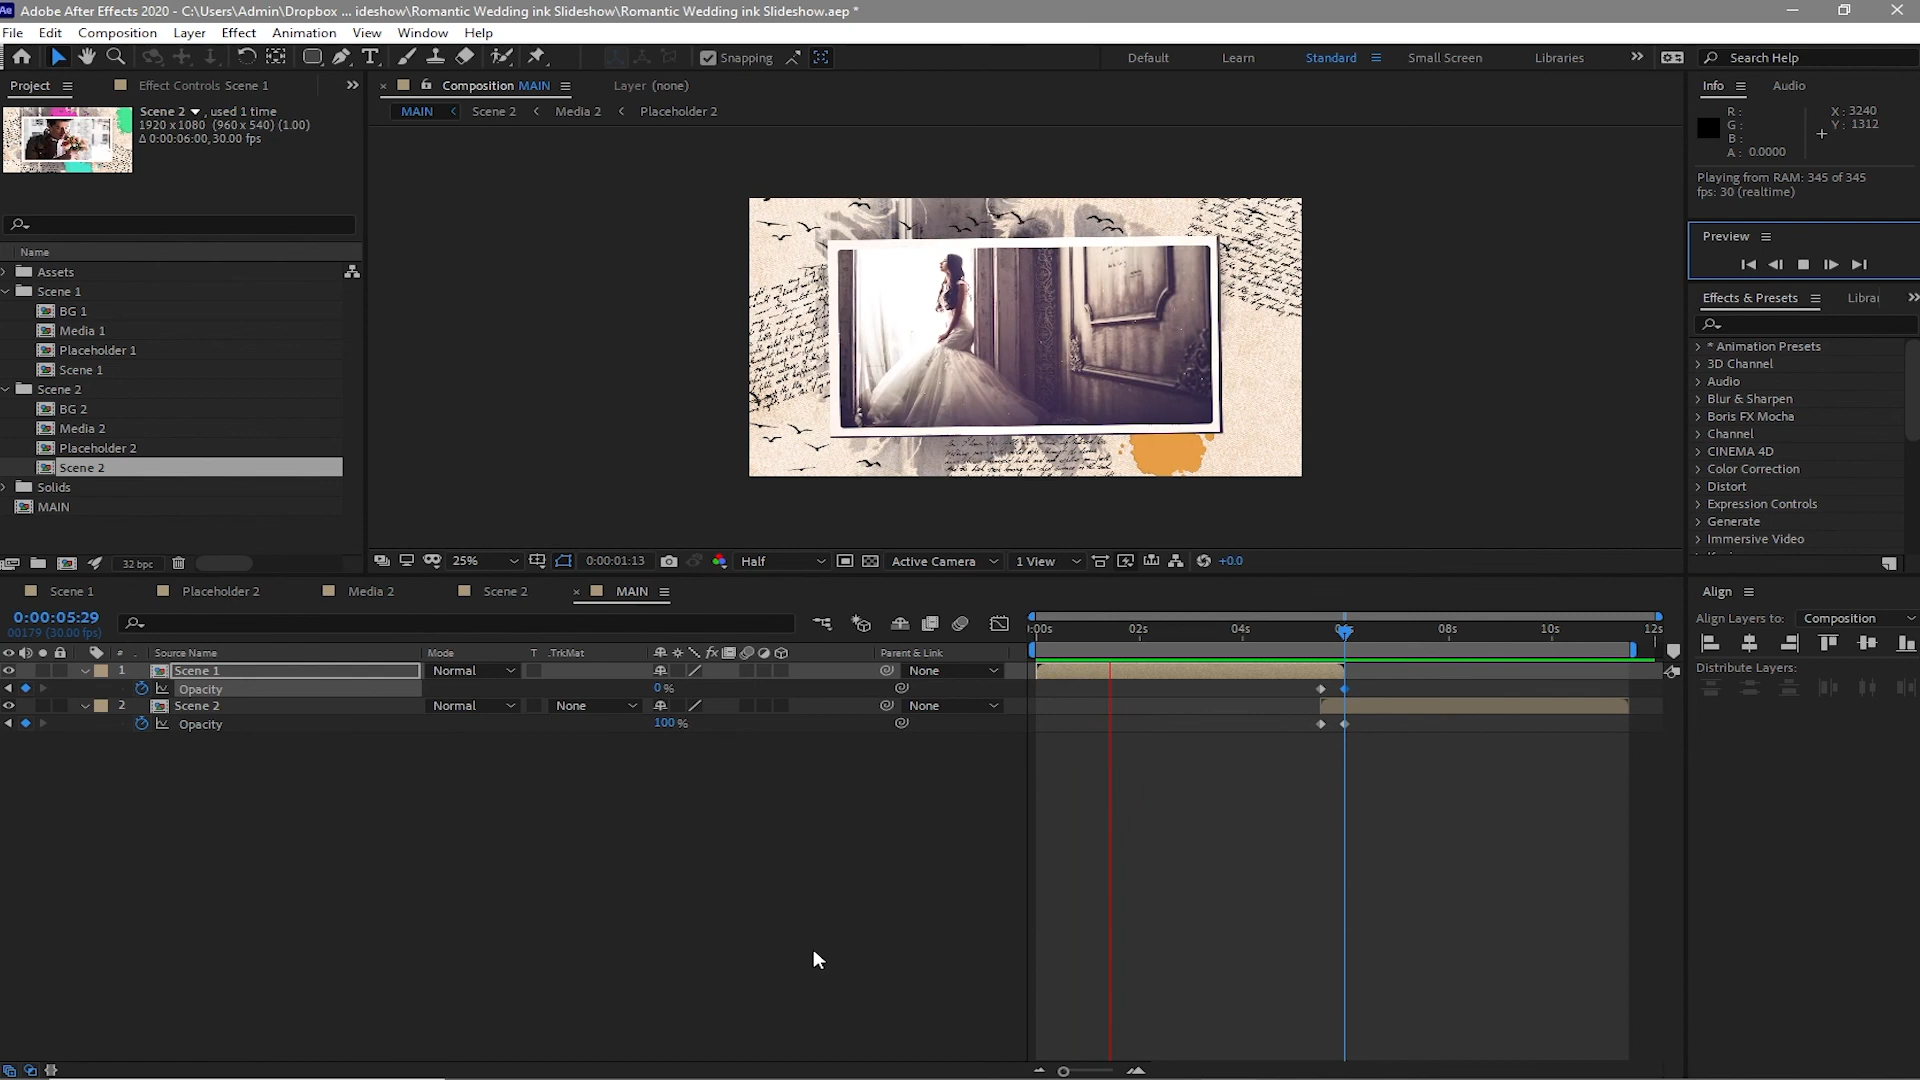 Adobe After Effects 2020 - C:\Users\Admin\Dropbox ... ideshow\Romantic Wedding ink Slideshow\Romantic Wedding ink Slideshow.aep *
File Edit Composition Layer Effect Animation View Window Help
Snapping Default Learn Standard Small Screen Libraries Search Help
Project Effect Controls Scene 1
Composition MAIN Layer (none)
Info Audio
Scene 2 , used 1 time
1920 x 1080 (960 x 540) (1.00)
Δ 0:00:06:00, 30.00 fps
MAIN Scene 2 Media 2 Placeholder 2
R:
G:
B:
A: 0.0000
X: 3240
Y: 1312
Playing from RAM: 345 of 345
fps: 30 (realtime)
Preview
Name
Assets
Scene 1
BG 1
Media 1
Placeholder 1
Scene 1
Scene 2
BG 2
Media 2
Placeholder 2
Scene 2
Solids
MAIN
Effects & Presets Librar
* Animation Presets
3D Channel
Audio
Blur & Sharpen
Boris FX Mocha
Channel
CINEMA 4D
Color Correction
Distort
Expression Controls
Generate
Immersive Video
32 bpc
25% 0:00:01:13 Half Active Camera 1 View +0.0
Scene 1 Placeholder 2 Media 2 Scene 2 MAIN
0:00:05:29
00179 (30.00 fps)
:00s 02s 04s 08s 10s 12s
# Source Name Mode T .TrkMat fx Parent & Link
1 Scene 1 Normal None
Opacity 0 %
2 Scene 2 Normal None None
Opacity 100 %
Align
Align Layers to: Composition
Distribute Layers: